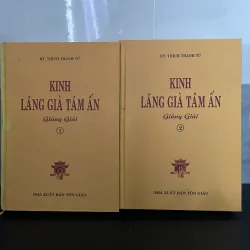 HT. THÍCH THANH TỪ
KINH
LĂNG GIÀ TÂM ẤN
Giảng Giải
1
NHÀ XUẤT BẢN TÔN GIÁO
HT. THÍCH THANH TỪ
KINH
LĂNG GIÀ TÂM ẤN
Giảng Giải
2
NHÀ XUẤT BẢN TÔN GIÁO